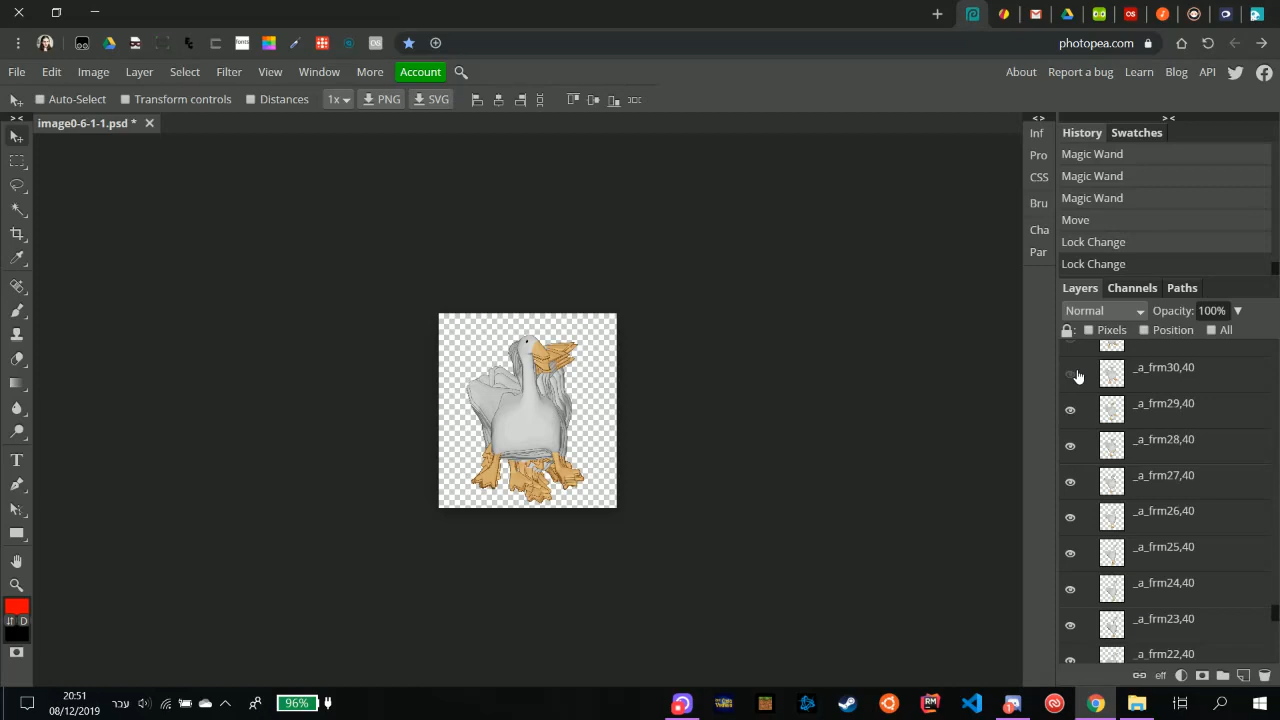 photopea.com
File Edit Image Layer Select Filter View Window More Account
About Report a bug Learn Blog API
Auto-Select Transform controls Distances 1x PNG SVG
image0-6-1-1.psd *
Inf
Pro
CSS
Bru
Cha
Par
History Swatches
Magic Wand
Magic Wand
Magic Wand
Move
Lock Change
Lock Change
Layers Channels Paths
Normal Opacity: 100%
Pixels Position All
_a_frm30,40
_a_frm29,40
_a_frm28,40
_a_frm27,40
_a_frm26,40
_a_frm25,40
_a_frm24,40
_a_frm23,40
_a_frm22,40
D
eff
20:51
08/12/2019
עבר
96%